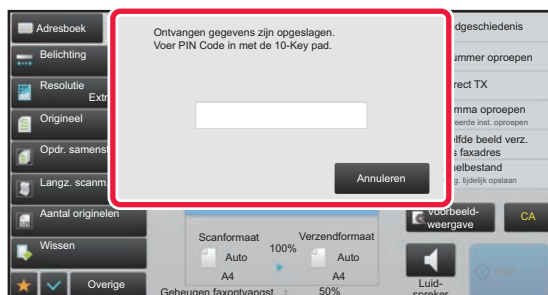 Adresboek
Belichting
Resolutie
Extr
Origineel
Opdr. samenst
Langz. scanm
Aantal originelen
Wissen
Overige
Ontvangen gegevens zijn opgeslagen.
Voer PIN Code in met de 10-Key pad.
Annuleren
Scanformaat
Verzendformaat
100%
Auto
A4
Auto
A4
Geheugen faxontvangst :
50%
dgeschiedenis
ummer oproepen
rect TX
mma oproepen
eerde inst. oproepen
lfde beeld verz.
s faxadres
elbestand
g. tijdelijk opslaan
Voorbeeld-
weergave
CA
Luid-
spreker
Start